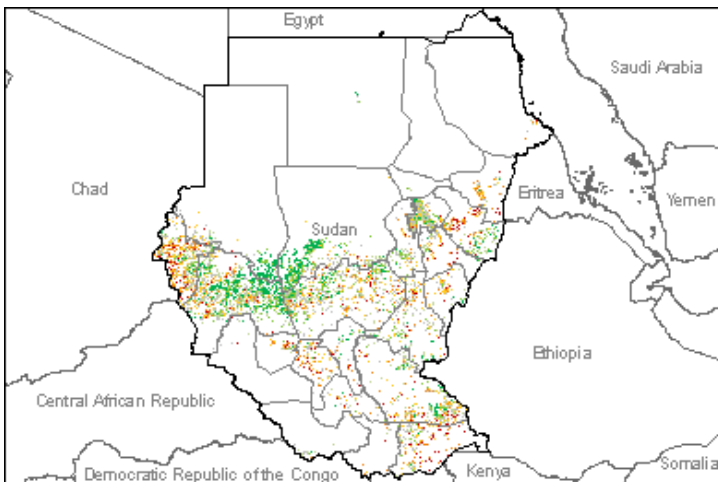 Egypt
Saudi Arabia
Chad
Eritrea
Yemen
Sudan
Ethiopia
Central African Republic
Democratic Republic of the Congo
Kenya
Somalia